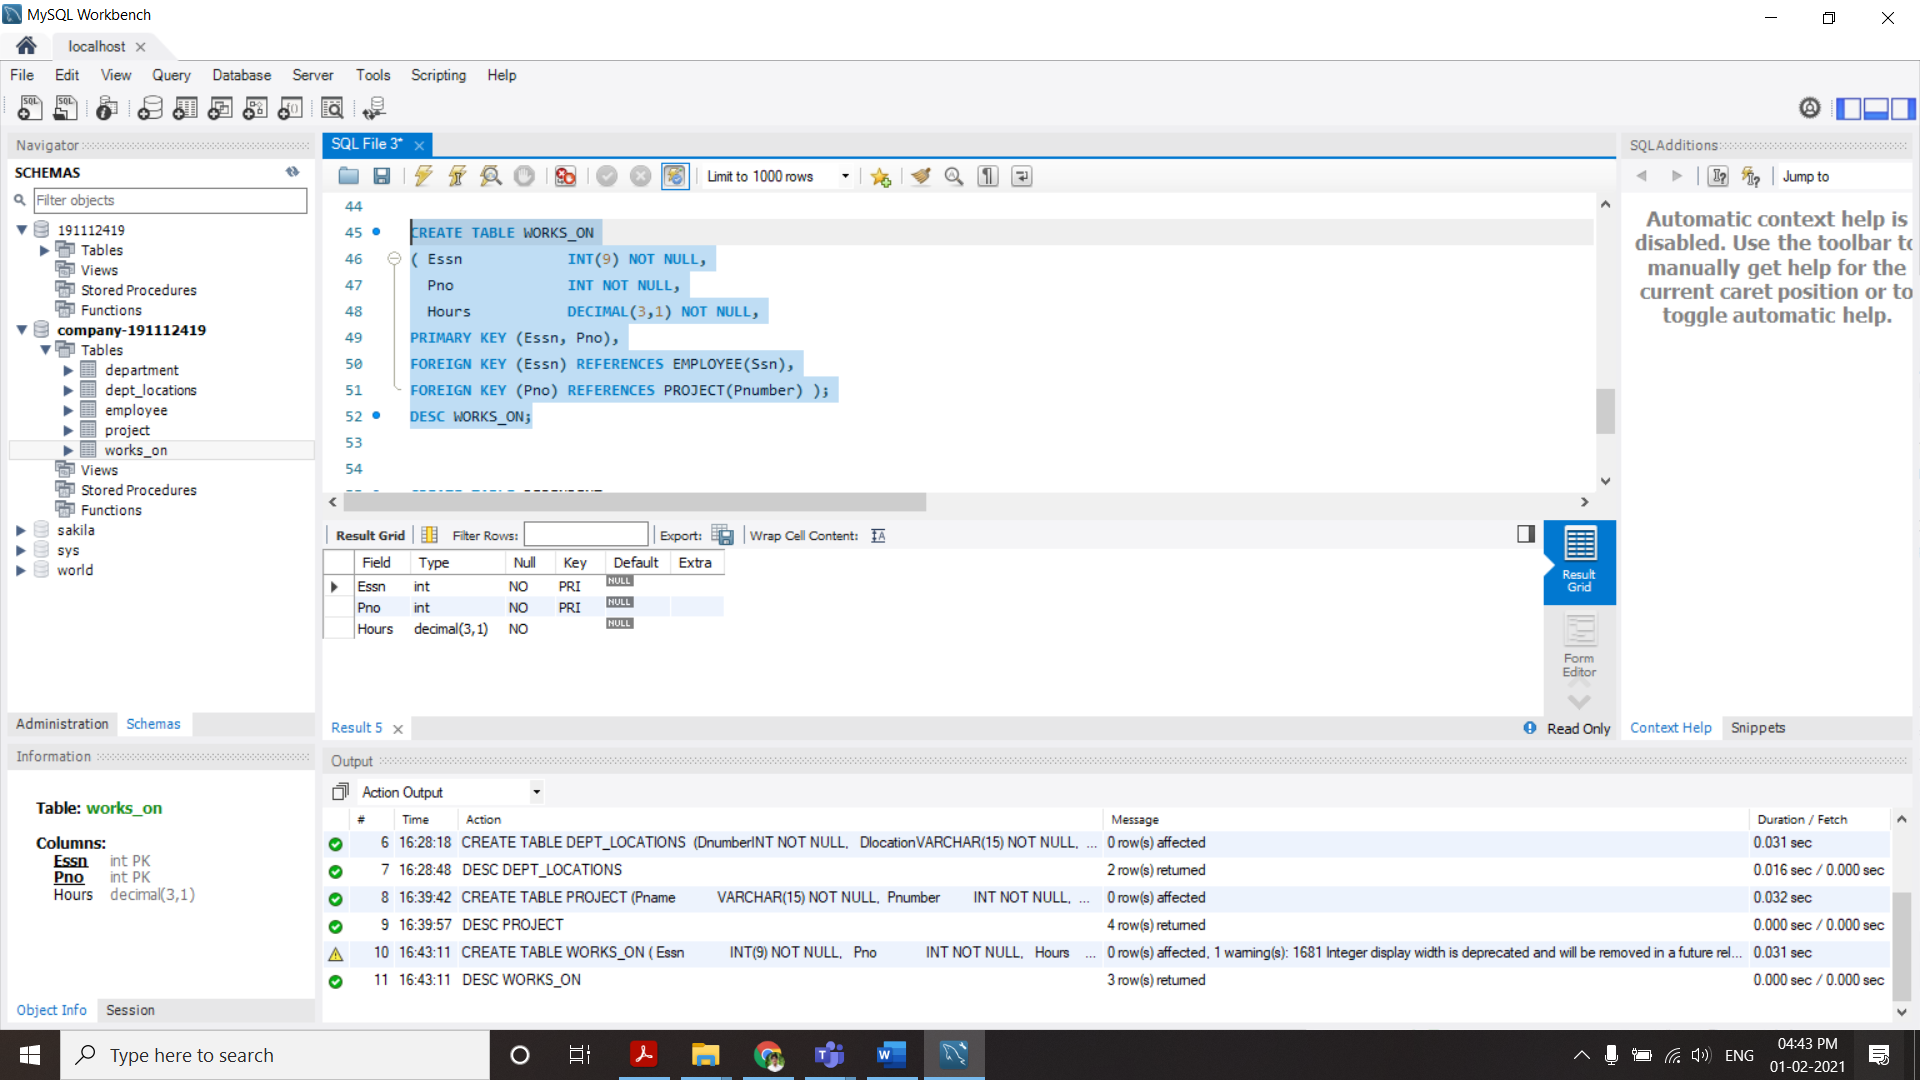 MySQL Workbench
localhost
File Edit View Query Database Server Tools Scripting Help
Navigator
SCHEMAS
Filter objects
191112419
Tables
Views
Stored Procedures
Functions
company-191112419
Tables
department
dept_locations
employee
project
works_on
Views
Stored Procedures
Functions
sakila
sys
world
Administration Schemas
Information
Table: works_on
Columns:
Essn int PK
Pno int PK
Hours decimal(3,1)
Object Info Session
SQL File 3*
Limit to 1000 rows
44
45 CREATE TABLE WORKS_ON
46 ( Essn INT(9) NOT NULL,
47 Pno INT NOT NULL,
48 Hours DECIMAL(3,1) NOT NULL,
49 PRIMARY KEY (Essn, Pno),
50 FOREIGN KEY (Essn) REFERENCES EMPLOYEE(Ssn),
51 FOREIGN KEY (Pno) REFERENCES PROJECT(Pnumber) );
52 DESC WORKS_ON;
53
54
Result Grid Filter Rows: Export: Wrap Cell Content:
Field Type Null Key Default Extra
Essn int NO PRI NULL
Pno int NO PRI NULL
Hours decimal(3,1) NO NULL
Result
Grid
Form
Editor
Result 5
Read Only
SQLAdditions
Jump to
Automatic context help is
disabled. Use the toolbar to
manually get help for the
current caret position or to
toggle automatic help.
Context Help Snippets
Output
Action Output
# Time Action Message Duration / Fetch
6 16:28:18 CREATE TABLE DEPT_LOCATIONS (DnumberINT NOT NULL, DlocationVARCHAR(15) NOT NULL, ... 0 row(s) affected 0.031 sec
7 16:28:48 DESC DEPT_LOCATIONS 2 row(s) returned 0.016 sec / 0.000 sec
8 16:39:42 CREATE TABLE PROJECT (Pname VARCHAR(15) NOT NULL, Pnumber INT NOT NULL, ... 0 row(s) affected 0.032 sec
9 16:39:57 DESC PROJECT 4 row(s) returned 0.000 sec / 0.000 sec
10 16:43:11 CREATE TABLE WORKS_ON ( Essn INT(9) NOT NULL, Pno INT NOT NULL, Hours ... 0 row(s) affected, 1 warning(s): 1681 Integer display width is deprecated and will be removed in a future rel... 0.031 sec
11 16:43:11 DESC WORKS_ON 3 row(s) returned 0.000 sec / 0.000 sec
Type here to search
ENG
04:43 PM
01-02-2021